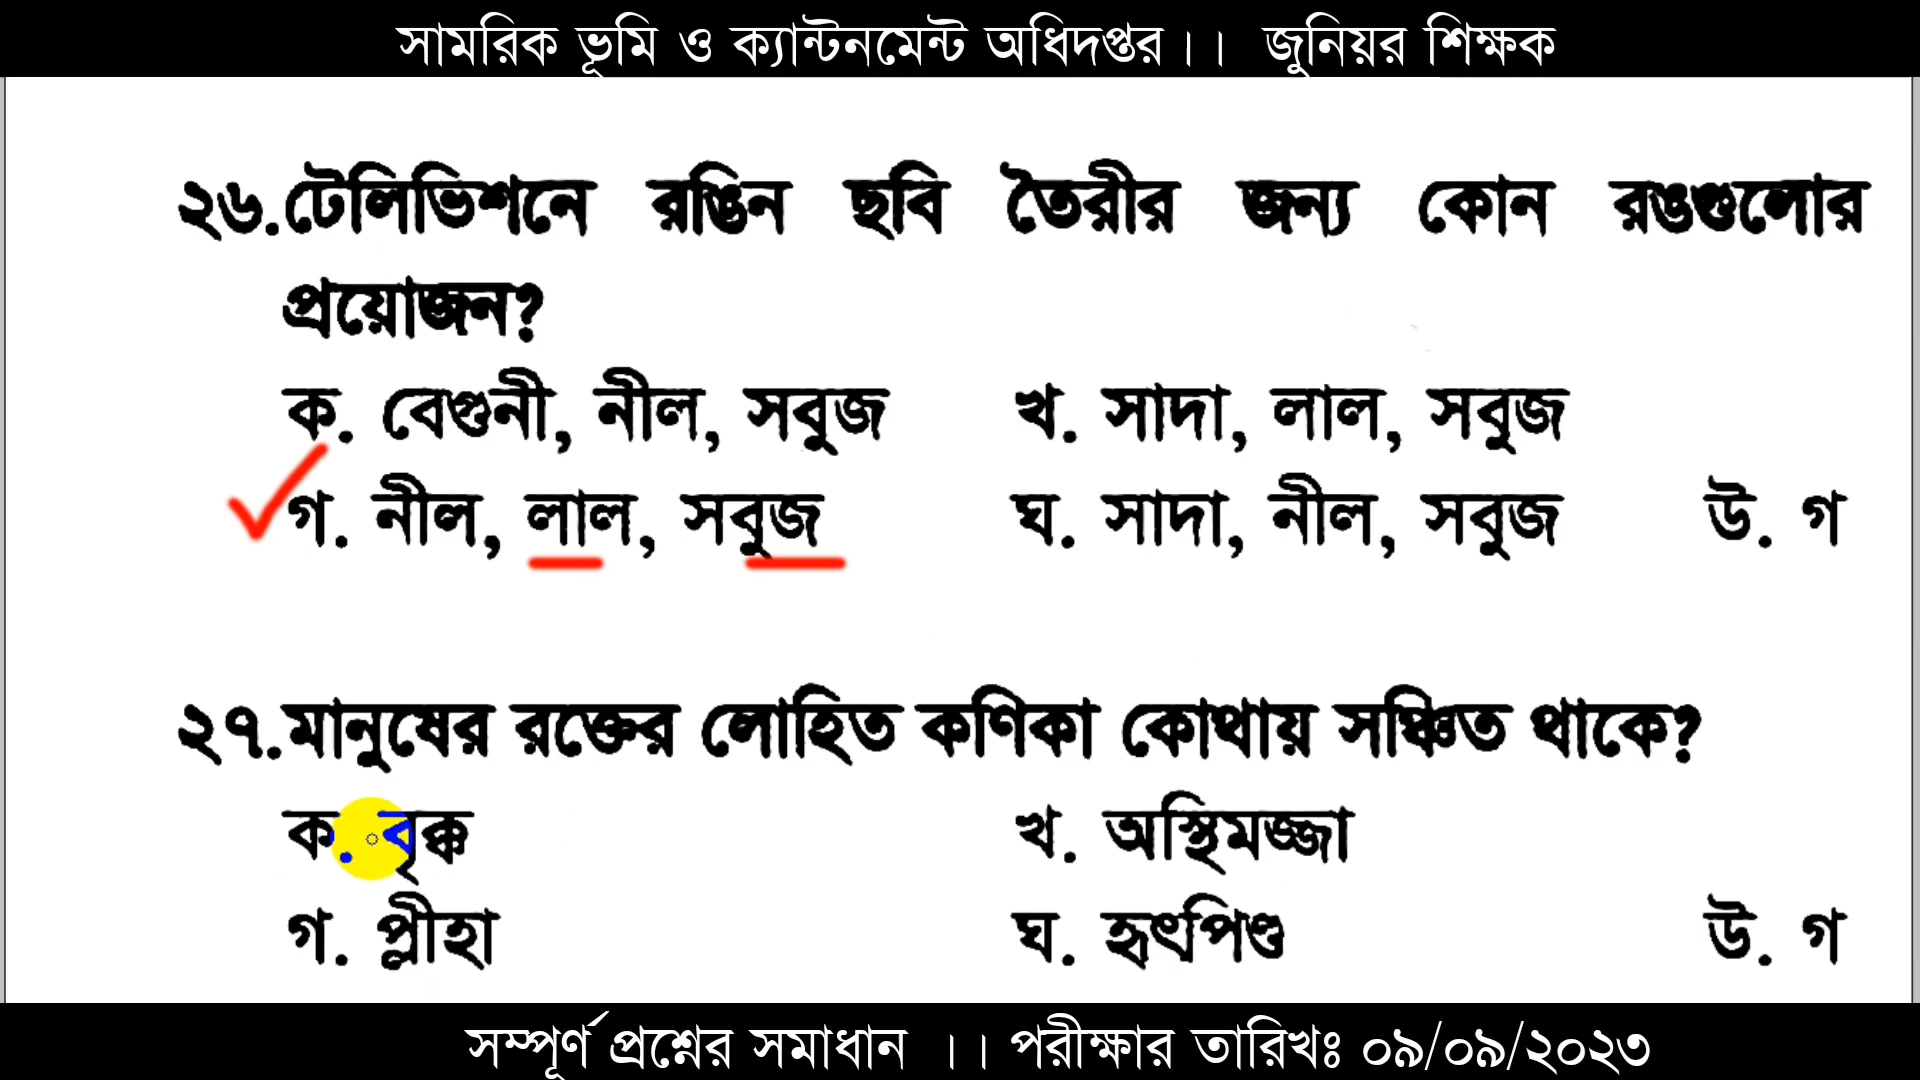 সামরিক ভূমি ও ক্যান্টনমেন্ট অধিদপ্তর।। জুনিয়র শিক্ষক
২৬.টেলিভিশনে রঙিন ছবি তৈরীর জন্য কোন রঙগুলোর
প্রয়োজন?
ক. বেগুনী, নীল, সবুজ খ. সাদা, লাল, সবুজ
গ. নীল, লাল, সবুজ ঘ. সাদা, নীল, সবুজ উ. গ
২৭.মানুষের রক্তের লোহিত কণিকা কোথায় সঞ্চিত থাকে?
ক. বৃক্ক খ. অস্থিমজ্জা
গ. প্লীহা ঘ. হৃৎপিণ্ড উ. গ
সম্পূর্ণ প্রশ্নের সমাধান ।। পরীক্ষার তারিখঃ ০৯/০৯/২০২৩